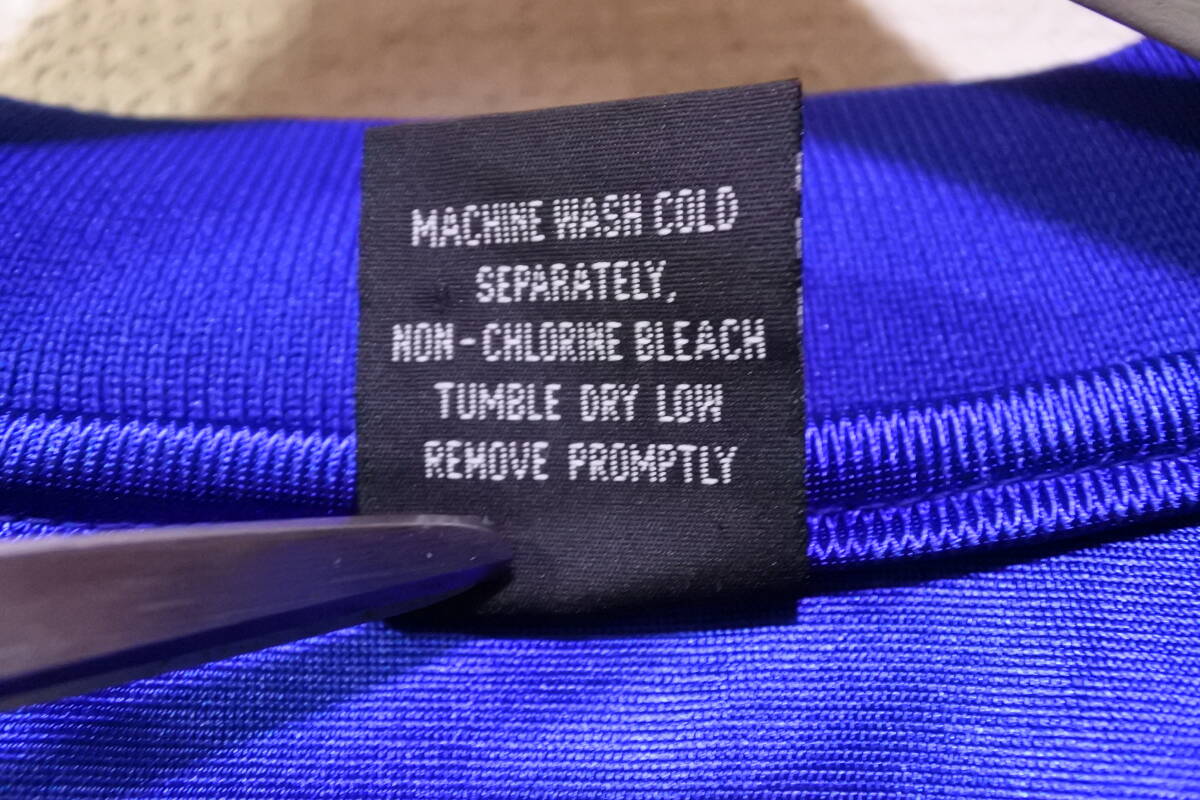 MACHINE WASH COLD
SEPARATELY,
NON-CHLORINE BLEACH
TUMBLE DRY LOW
REMOVE PROMPTLY